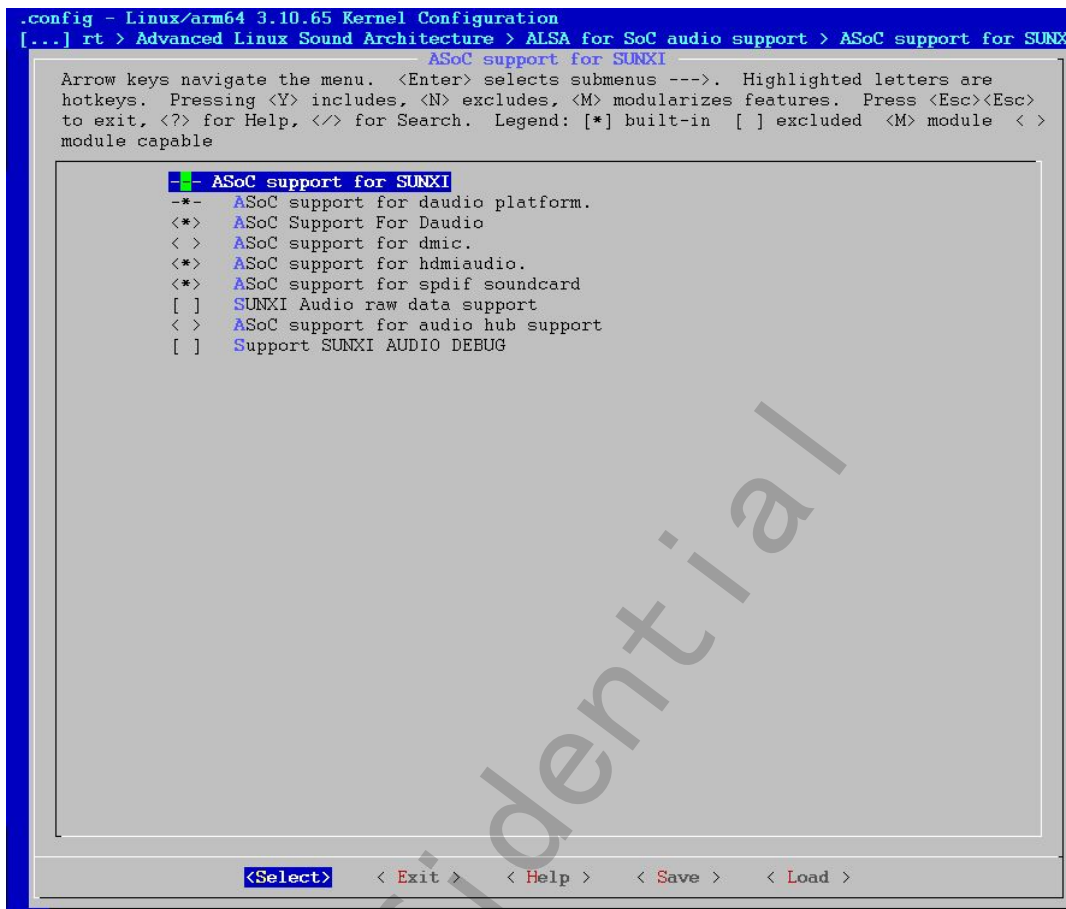 .config - Linux/arm64 3.10.65 Kernel Configuration
[...] rt > Advanced Linux Sound Architecture > ALSA for SoC audio support > ASoC support for SUNX
ASoC support for SUNXI
Arrow keys navigate the menu. <Enter> selects submenus --->. Highlighted letters are
hotkeys. Pressing <Y> includes, <N> excludes, <M> modularizes features. Press <Esc><Esc>
to exit, <?> for Help, </> for Search. Legend: [*] built-in [ ] excluded <M> module < >
module capable
--- ASoC support for SUNXI
-*- ASoC support for daudio platform.
<*> ASoC Support For Daudio
< > ASoC support for dmic.
<*> ASoC support for hdmiaudio.
<*> ASoC support for spdif soundcard
[ ] SUNXI Audio raw data support
< > ASoC support for audio hub support
[ ] Support SUNXI AUDIO DEBUG
<Select> < Exit > < Help > < Save > < Load >
idential